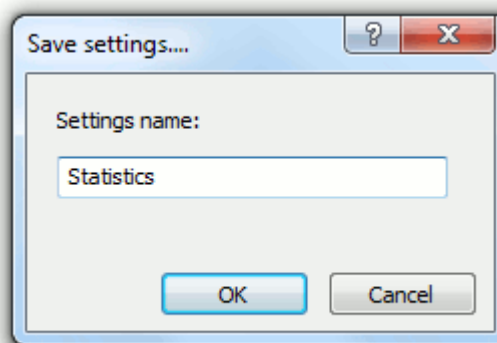 Save settings....
?
X
Settings name:
Statistics
OK
Cancel